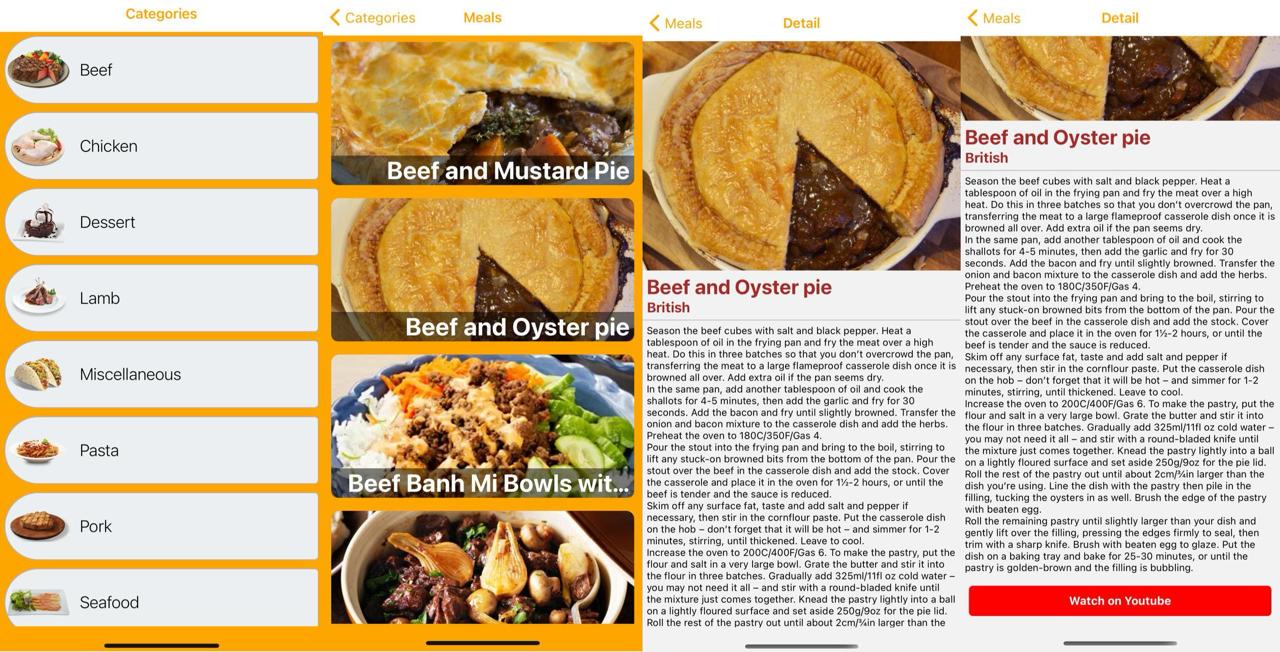 Categories
Beef
Chicken
Dessert
Lamb
Miscellaneous
Pasta
Pork
Seafood
Categories
Meals
Beef and Mustard Pie
Beef and Oyster pie
Beef Banh Mi Bowls wit...
Meals
Detail
Beef and Oyster pie
British
Season the beef cubes with salt and black pepper. Heat a
tablespoon of oil in the frying pan and fry the meat over a high
heat. Do this in three batches so that you don’t overcrowd the pan,
transferring the meat to a large flameproof casserole dish once it is
browned all over. Add extra oil if the pan seems dry.
In the same pan, add another tablespoon of oil and cook the
shallots for 4-5 minutes, then add the garlic and fry for 30
seconds. Add the bacon and fry until slightly browned. Transfer the
onion and bacon mixture to the casserole dish and add the herbs.
Preheat the oven to 180C/350F/Gas 4.
Pour the stout into the frying pan and bring to the boil, stirring to
lift any stuck-on browned bits from the bottom of the pan. Pour the
stout over the beef in the casserole dish and add the stock. Cover
the casserole and place it in the oven for 1½-2 hours, or until the
beef is tender and the sauce is reduced.
Skim off any surface fat, taste and add salt and pepper if
necessary, then stir in the cornflour paste. Put the casserole dish
on the hob – don’t forget that it will be hot – and simmer for 1-2
minutes, stirring, until thickened. Leave to cool.
Increase the oven to 200C/400F/Gas 6. To make the pastry, put the
flour and salt in a very large bowl. Grate the butter and stir it into
the flour in three batches. Gradually add 325ml/11fl oz cold water –
you may not need it all – and stir with a round-bladed knife until
the mixture just comes together. Knead the pastry lightly into a ball
on a lightly floured surface and set aside 250g/9oz for the pie lid.
Roll the rest of the pastry out until about 2cm/¾in larger than the
Meals
Detail
Beef and Oyster pie
British
Season the beef cubes with salt and black pepper. Heat a
tablespoon of oil in the frying pan and fry the meat over a high
heat. Do this in three batches so that you don’t overcrowd the pan,
transferring the meat to a large flameproof casserole dish once it is
browned all over. Add extra oil if the pan seems dry.
In the same pan, add another tablespoon of oil and cook the
shallots for 4-5 minutes, then add the garlic and fry for 30
seconds. Add the bacon and fry until slightly browned. Transfer the
onion and bacon mixture to the casserole dish and add the herbs.
Preheat the oven to 180C/350F/Gas 4.
Pour the stout into the frying pan and bring to the boil, stirring to
lift any stuck-on browned bits from the bottom of the pan. Pour the
stout over the beef in the casserole dish and add the stock. Cover
the casserole and place it in the oven for 1½-2 hours, or until the
beef is tender and the sauce is reduced.
Skim off any surface fat, taste and add salt and pepper if
necessary, then stir in the cornflour paste. Put the casserole dish
on the hob – don’t forget that it will be hot – and simmer for 1-2
minutes, stirring, until thickened. Leave to cool.
Increase the oven to 200C/400F/Gas 6. To make the pastry, put the
flour and salt in a very large bowl. Grate the butter and stir it into
the flour in three batches. Gradually add 325ml/11fl oz cold water –
you may not need it all – and stir with a round-bladed knife until
the mixture just comes together. Knead the pastry lightly into a ball
on a lightly floured surface and set aside 250g/9oz for the pie lid.
Roll the rest of the pastry out until about 2cm/¾in larger than the
dish you’re using. Line the dish with the pastry then pile in the
filling, tucking the oysters in as well. Brush the edge of the pastry
with beaten egg.
Roll the remaining pastry until slightly larger than your dish and
gently lift over the filling, pressing the edges firmly to seal, then
trim with a sharp knife. Brush with beaten egg to glaze. Put the
dish on a baking tray and bake for 25-30 minutes, or until the
pastry is golden-brown and the filling is bubbling.
Watch on Youtube